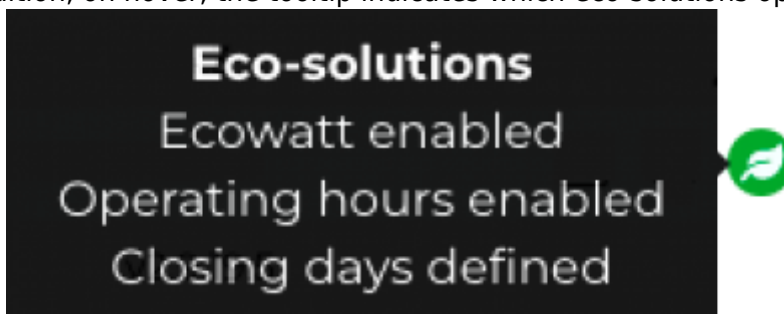 Eco-solutions
Ecowatt enabled
Operating hours enabled
Closing days defined